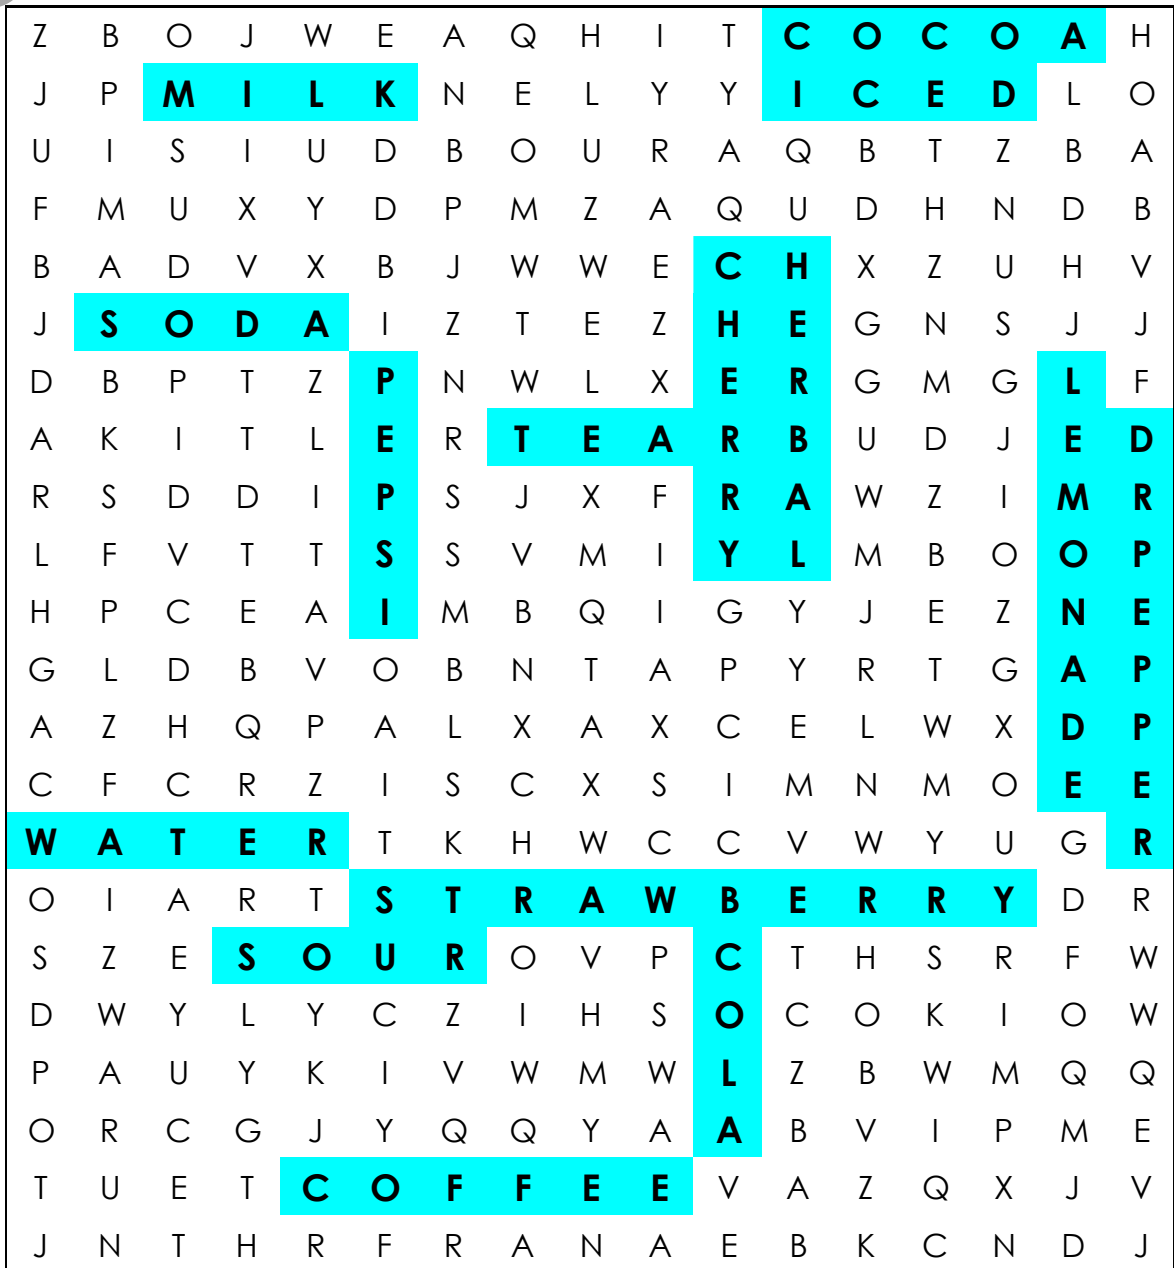 Z B O J W E A Q H I T C O C O A H
J P M I L K N E L Y Y I C E D L O
U I S I U D B O U R A Q B T Z B A
F M U X Y D P M Z A Q U D H N D B
B A D V X B J W W E C H X Z U H V
J S O D A I Z T E Z H E G N S J J
D B P T Z P N W L X E R G M G L F
A K I T L E R T E A R B U D J E D
R S D D I P S J X F R A W Z I M R
L F V T T S S V M I Y L M B O O P
H P C E A I M B Q I G Y J E Z N E
G L D B V O B N T A P Y R T G A P
A Z H Q P A L X A X C E L W X D P
C F C R Z I S C X S I M N M O E E
W A T E R T K H W C C V W Y U G R
O I A R T S T R A W B E R R Y D R
S Z E S O U R O V P C T H S R F W
D W Y L Y C Z I H S O C O K I O W
P A U Y K I V W M W L Z B W M Q Q
O R C G J Y Q Q Y A A B V I P M E
T U E T C O F F E E V A Z Q X J V
J N T H R F R A N A E B K C N D J